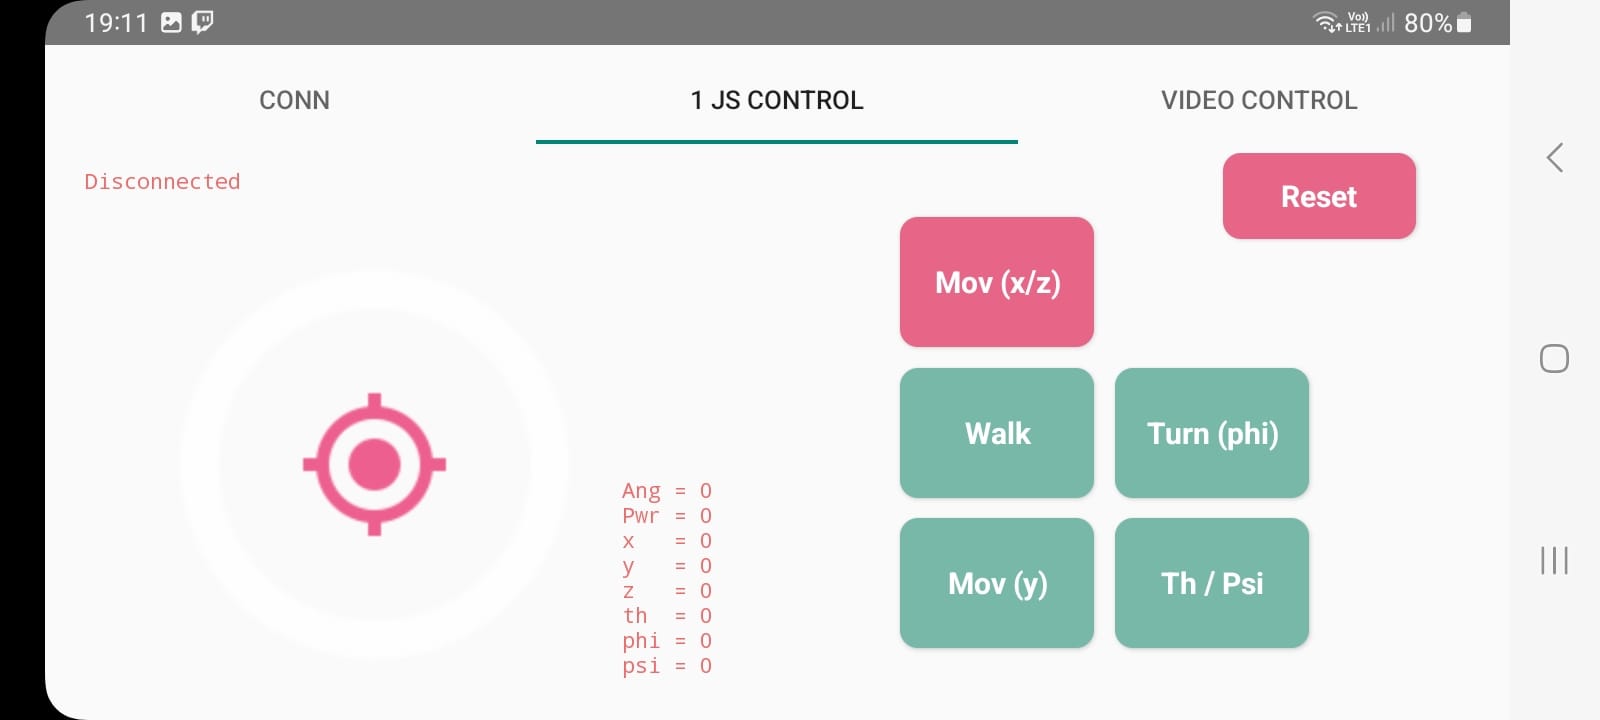 19:11 Vo)) LTE1 80%
CONN 1 JS CONTROL VIDEO CONTROL
Disconnected
Reset
Mov (x/z)
Walk Turn (phi)
Mov (y) Th / Psi
Ang = 0
Pwr = 0
x = 0
y = 0
z = 0
th = 0
phi = 0
psi = 0